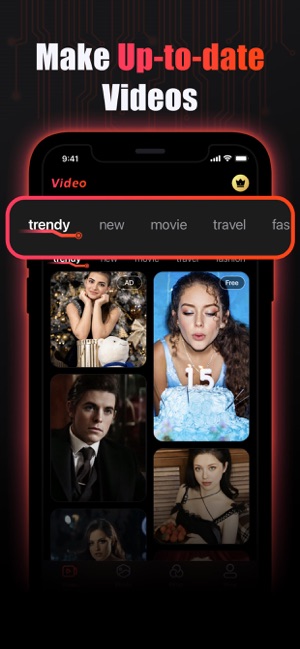 Make Up-to-date
Videos
9:41
Video
trendy new movie travel fas
trendy new movie travel fashion
AD
Free
15